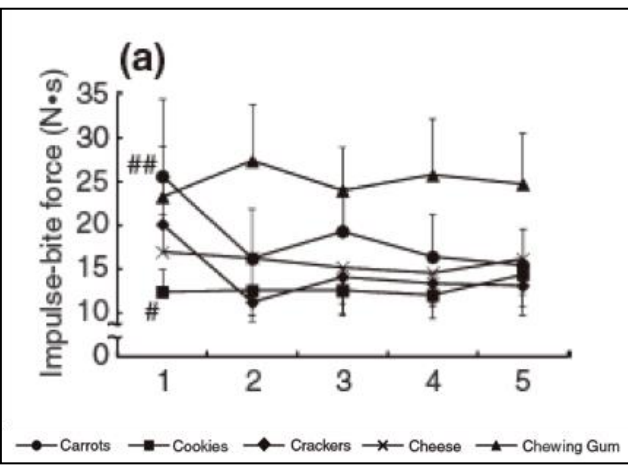 (a)
Impulse-bite force (N•s)
35
30
25
20
15
10
0
##
#
1 2 3 4 5
Carrots Cookies Crackers Cheese Chewing Gum